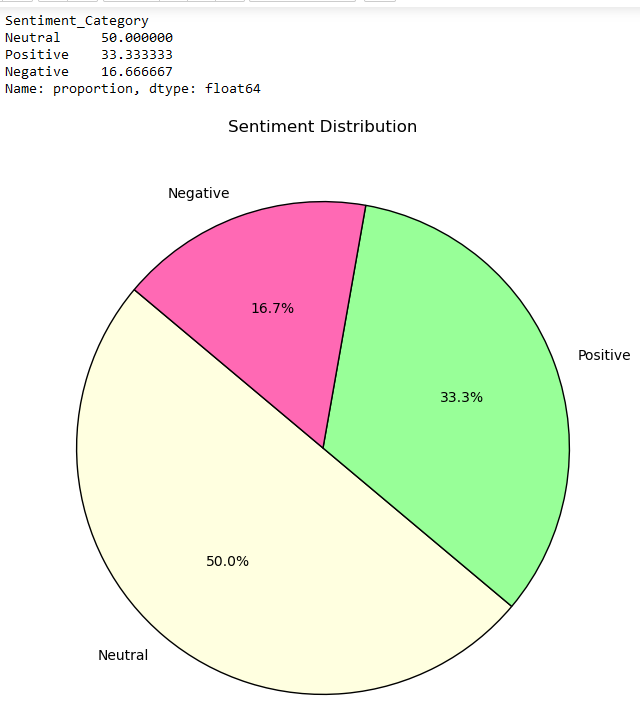 Sentiment_Category
Neutral     50.000000
Positive    33.333333
Negative    16.666667
Name: proportion, dtype: float64
Sentiment Distribution
Negative
16.7%
Positive
33.3%
50.0%
Neutral